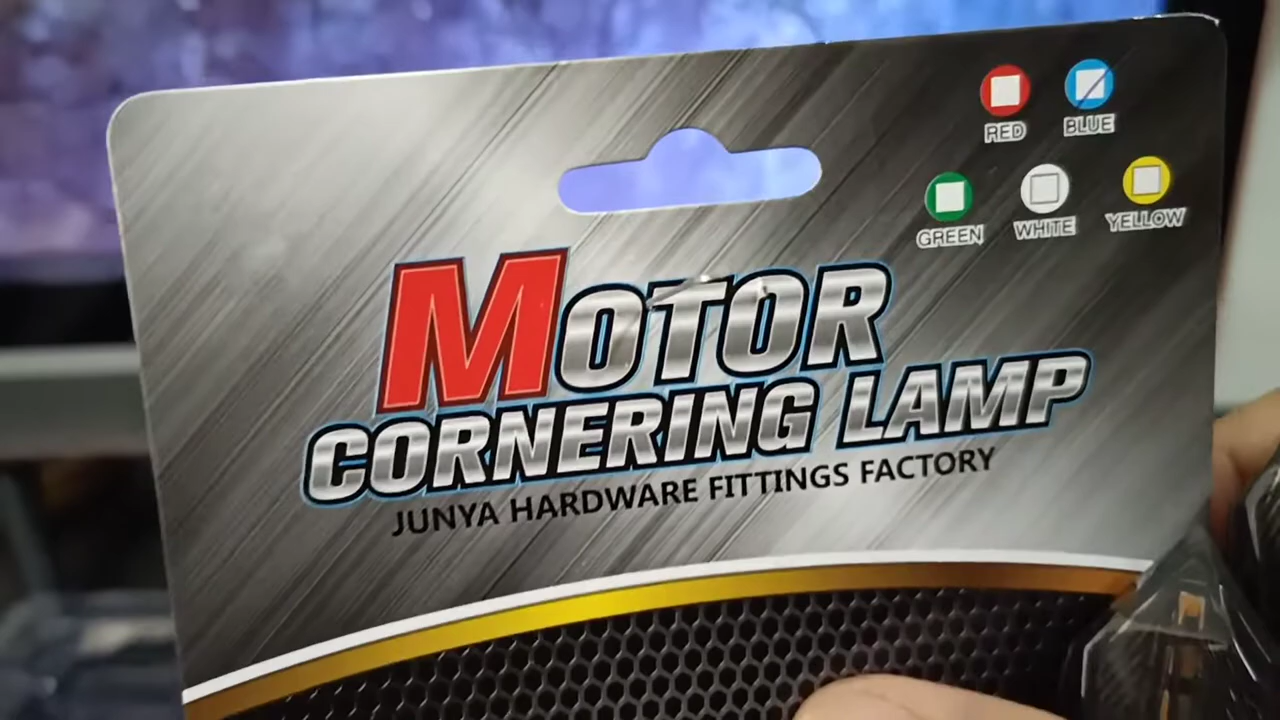 RED BLUE
GREEN WHITE YELLOW
MOTOR
CORNERING LAMP
JUNYA HARDWARE FITTINGS FACTORY